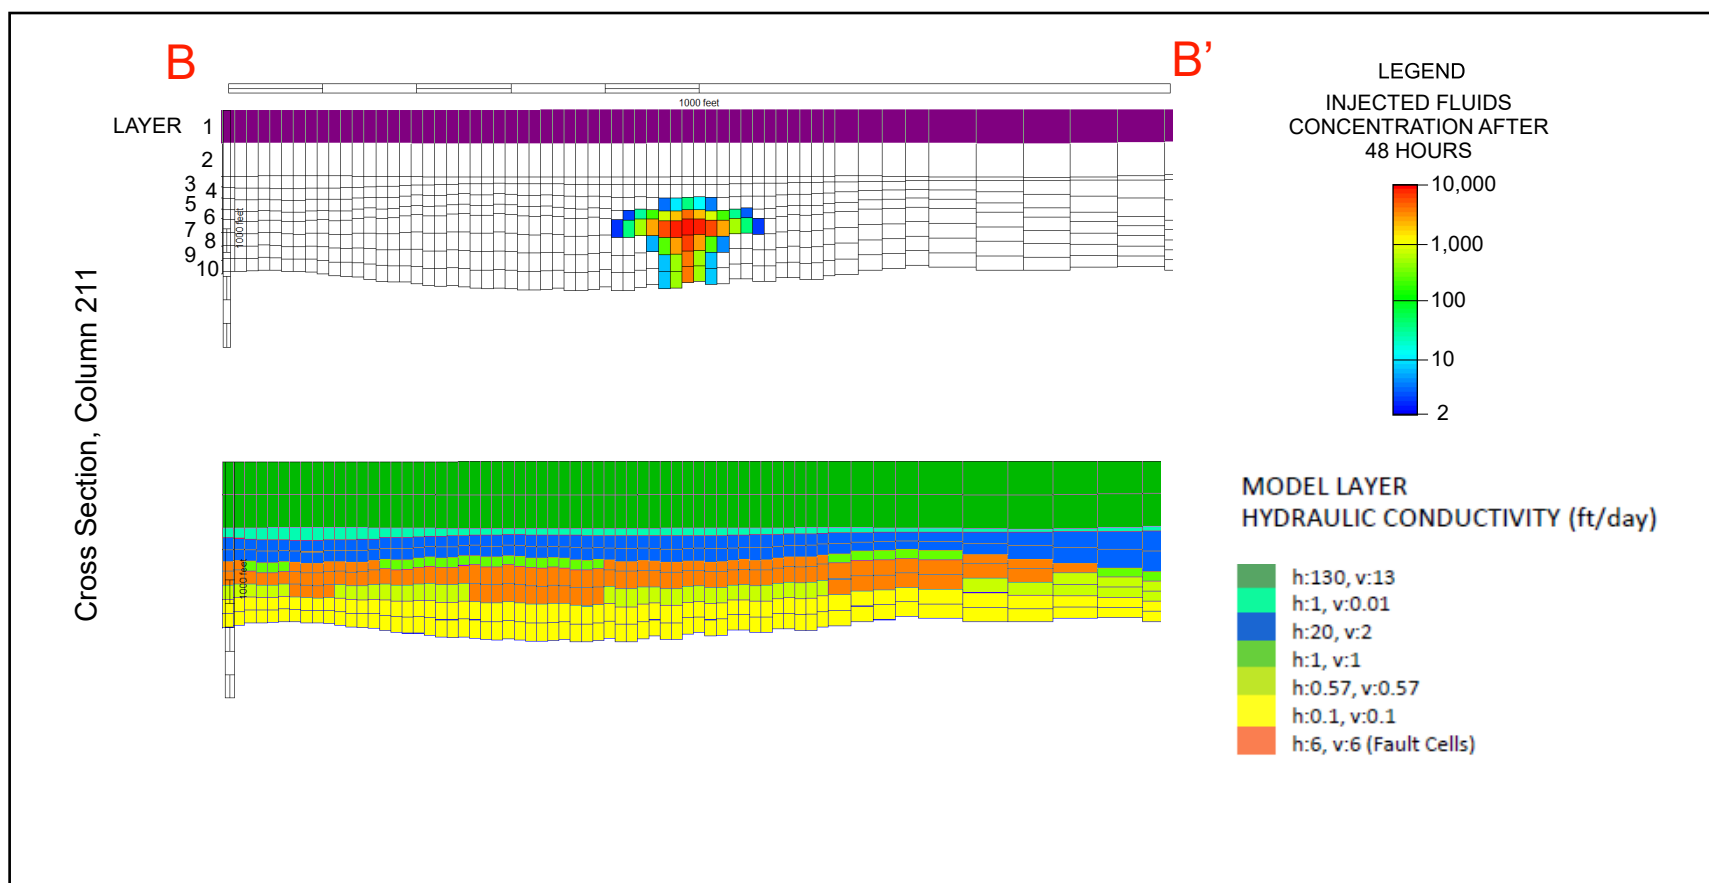 B
B’
1000 feet
LAYER 1
2
3
4
5
6
7
8
9
10
1000 feet
Cross Section, Column 211
LEGEND
INJECTED FLUIDS
CONCENTRATION AFTER
48 HOURS
10,000
1,000
100
10
2
1000 feet
MODEL LAYER
HYDRAULIC CONDUCTIVITY (ft/day)
h:130, v:13
h:1, v:0.01
h:20, v:2
h:1, v:1
h:0.57, v:0.57
h:0.1, v:0.1
h:6, v:6 (Fault Cells)